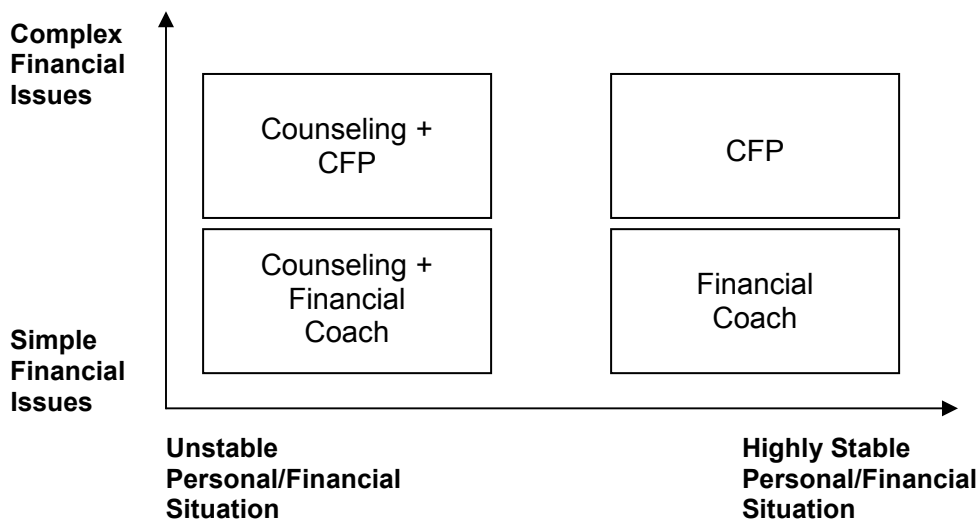 Complex
Financial
Issues
Counseling +
CFP
CFP
Counseling +
Financial
Coach
Financial
Coach
Simple
Financial
Issues
Unstable
Personal/Financial
Situation
Highly Stable
Personal/Financial
Situation